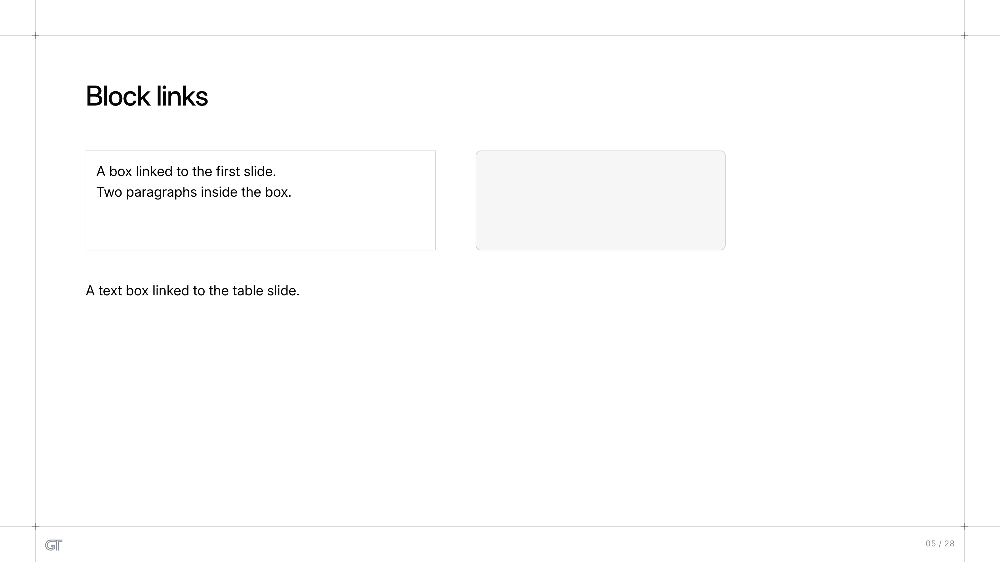 Block links
A box linked to the first slide.
Two paragraphs inside the box.
A text box linked to the table slide.
GT
05 / 28